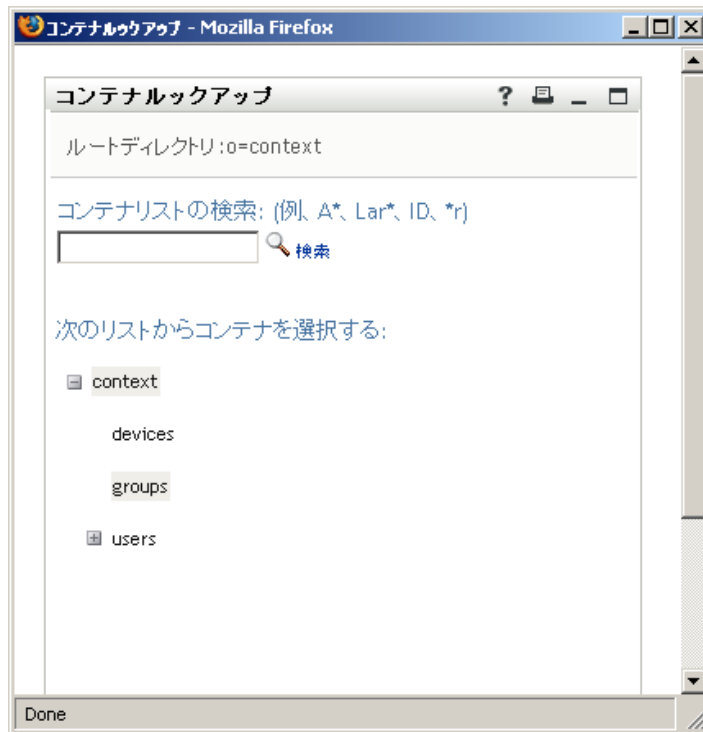 コンテナルックアップ - Mozilla Firefox
コンテナルックアップ
ルートディレクトリ:o=context
コンテナリストの検索: (例、A*、Lar*、ID、*r)
検索
次のリストからコンテナを選択する:
context
devices
groups
users
Done